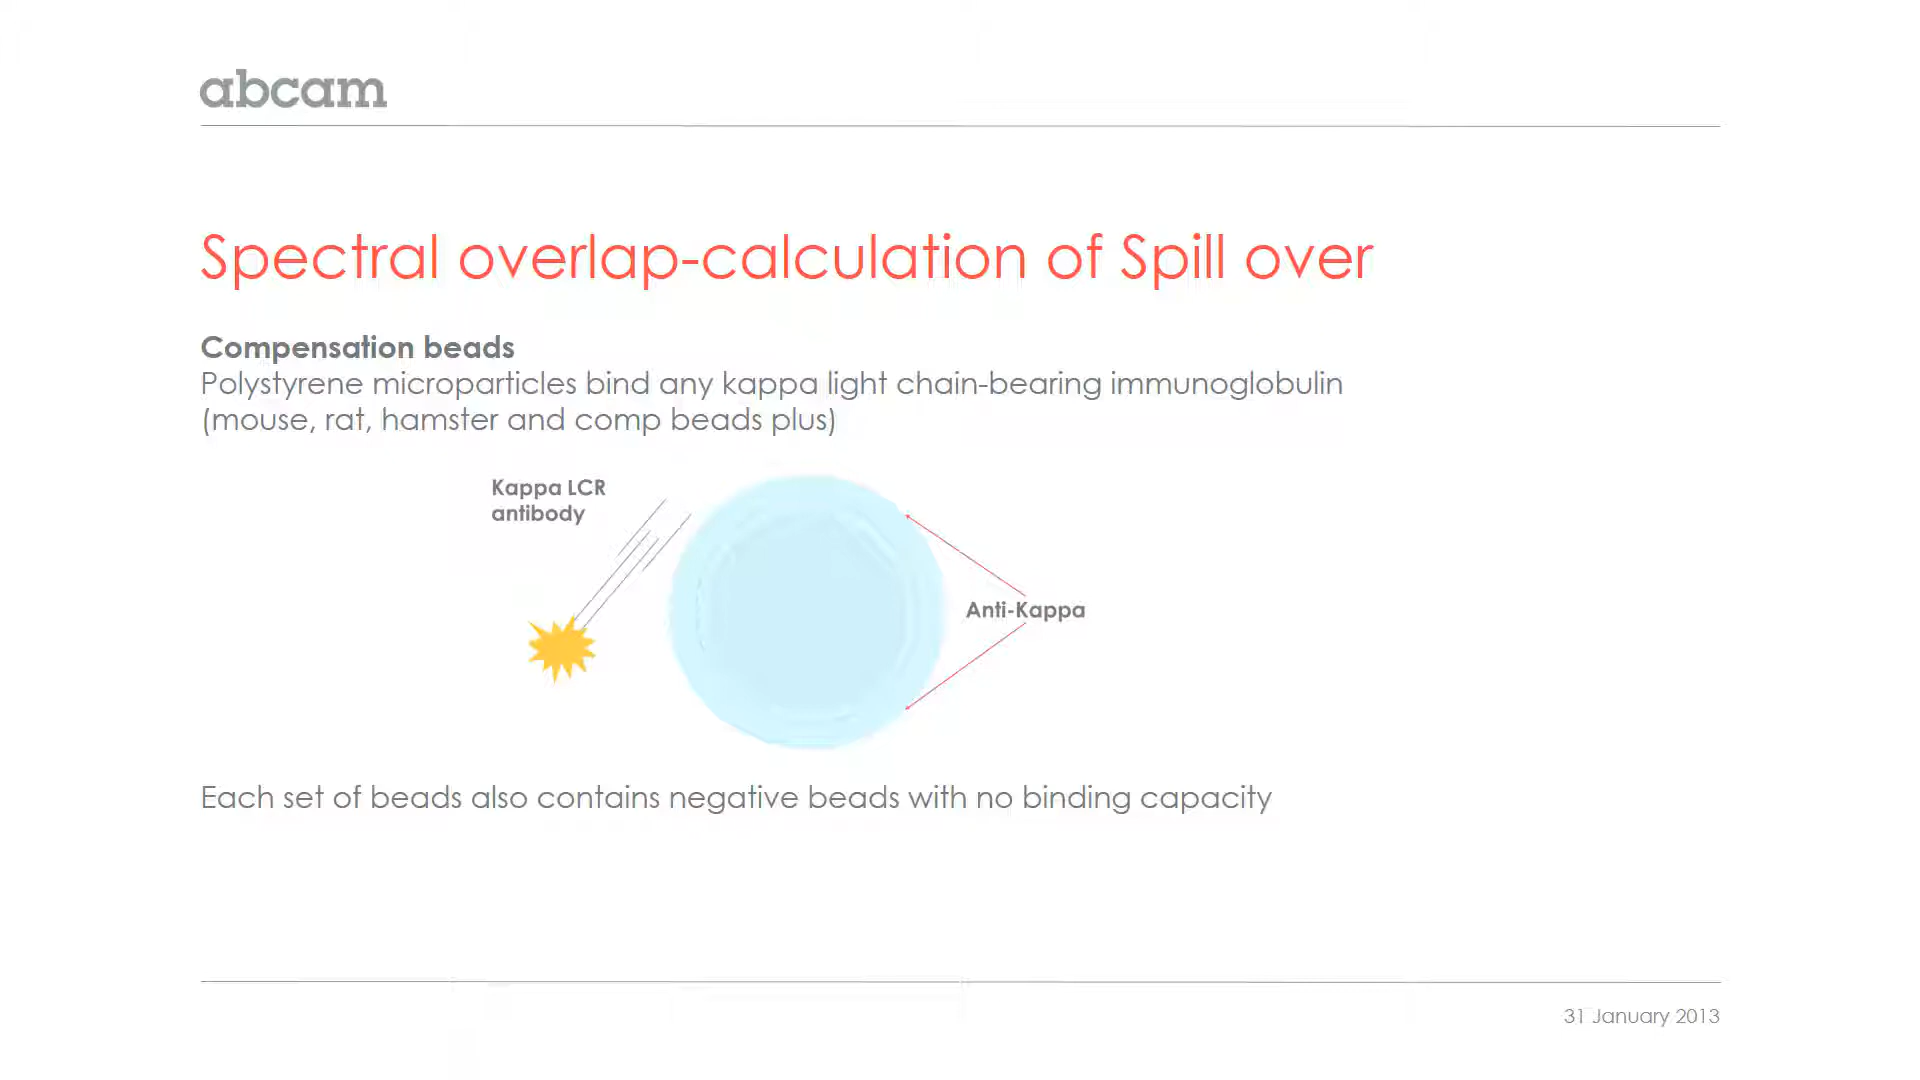 abcam
Spectral overlap-calculation of Spill over
Compensation beads
Polystyrene microparticles bind any kappa light chain-bearing immunoglobulin
(mouse, rat, hamster and comp beads plus)
Kappa LCR
antibody
Anti-Kappa
Each set of beads also contains negative beads with no binding capacity
31 January 2013